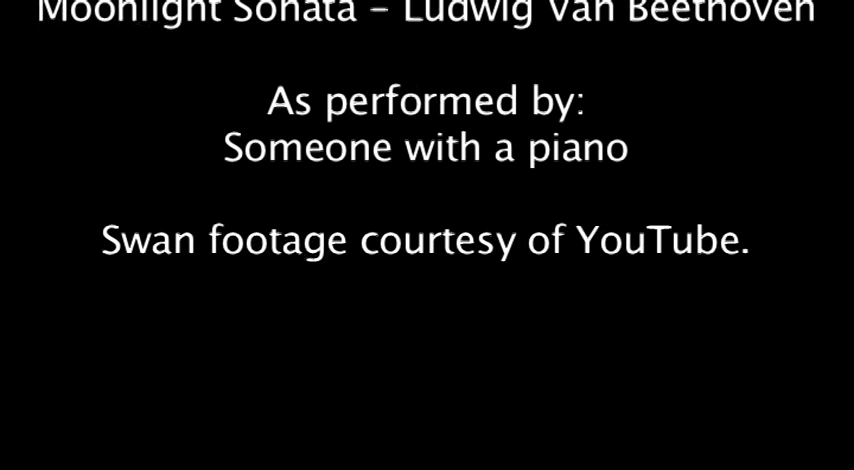 Moonlight Sonata - Ludwig Van Beethoven
As performed by:
Someone with a piano
Swan footage courtesy of YouTube.